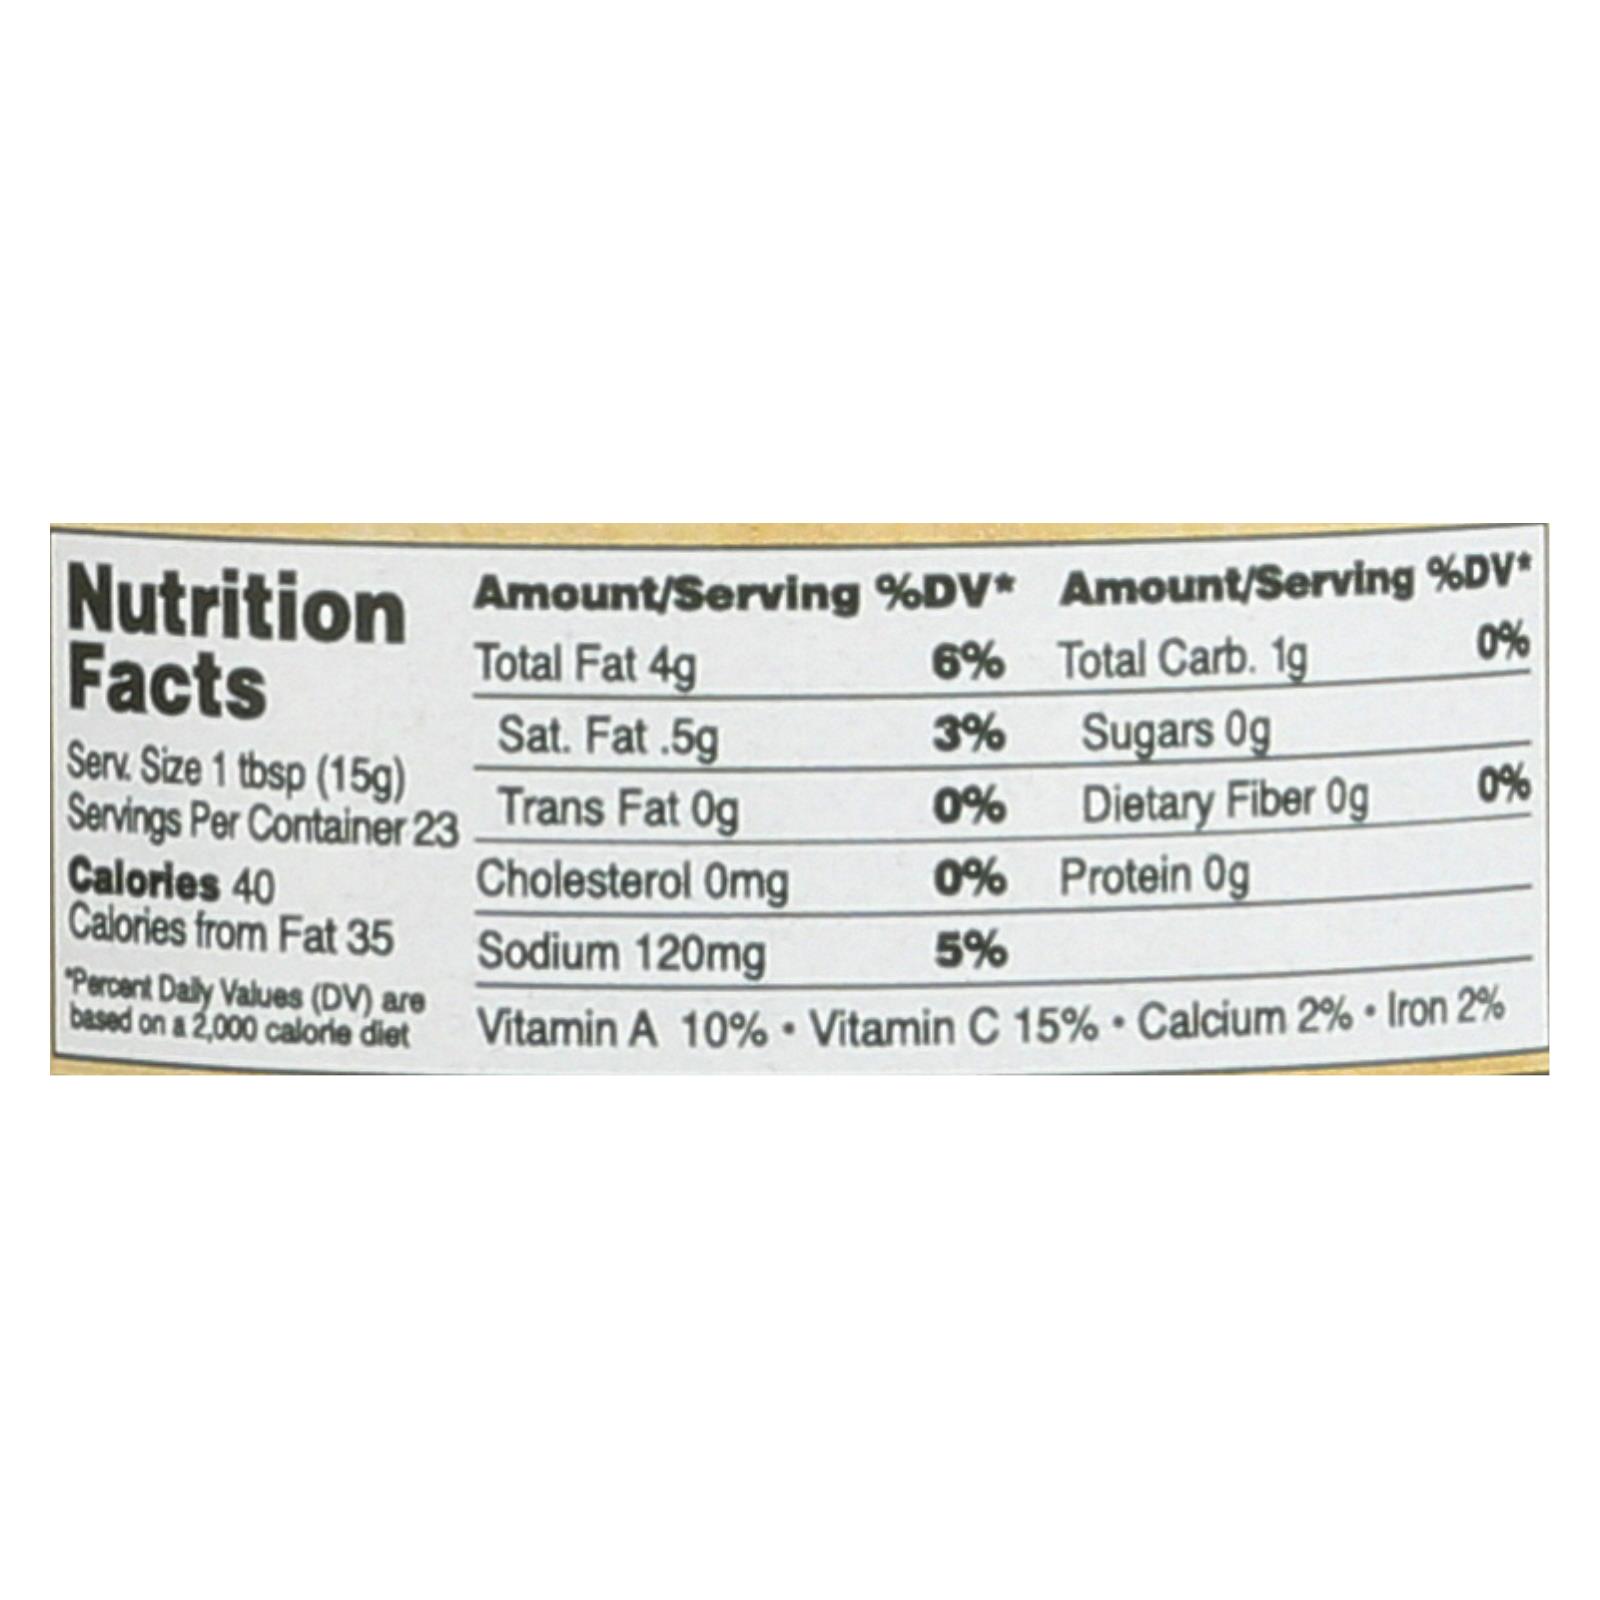 Nutrition
Facts
Serv. Size 1 tbsp (15g)
Servings Per Container 23
Calories 40
Calories from Fat 35
*Percent Daily Values (DV) are
based on a 2,000 calorie diet
Amount/Serving %DV*
Total Fat 4g 6%
Sat. Fat .5g 3%
Trans Fat 0g 0%
Cholesterol 0mg 0%
Sodium 120mg 5%
Amount/Serving %DV*
Total Carb. 1g 0%
Sugars 0g
Dietary Fiber 0g 0%
Protein 0g
Vitamin A 10% • Vitamin C 15% • Calcium 2% • Iron 2%